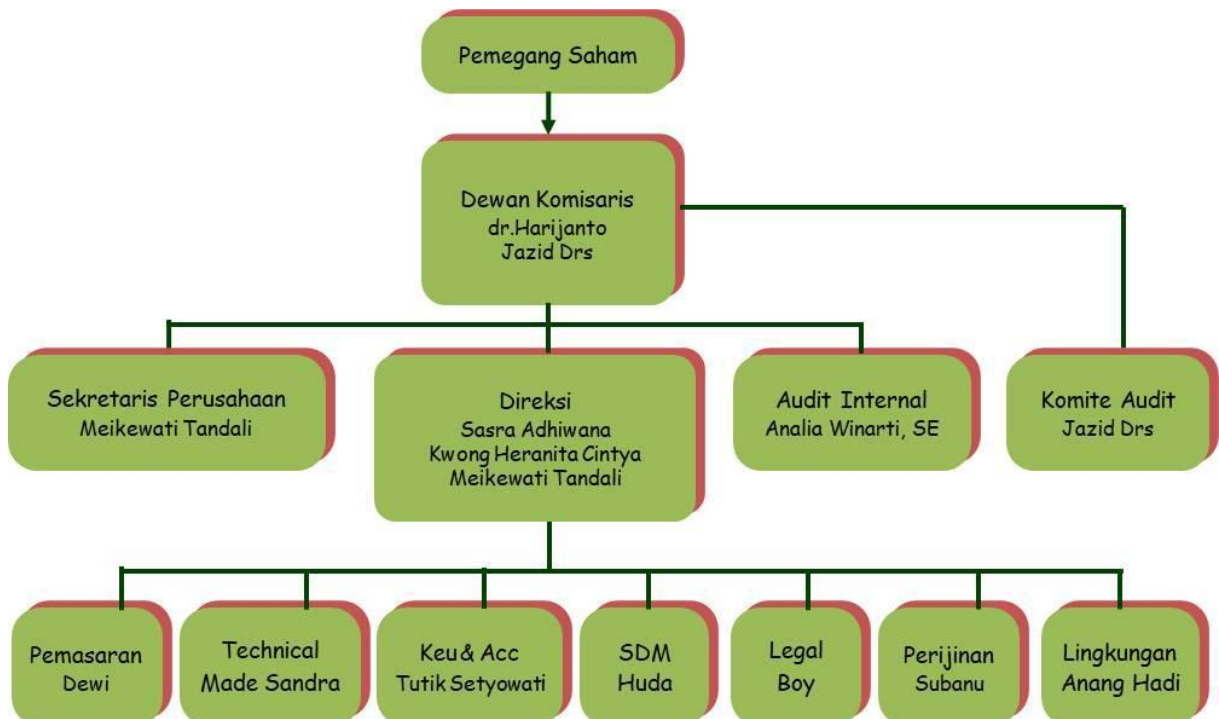 Pemegang Saham
Dewan Komisaris
dr.Harijanto
Jazid Drs
Sekretaris Perusahaan
Meikewati Tandali
Direksi
Sasra Adhiwana
Kwong Heranita Cintya
Meikewati Tandali
Audit Internal
Analia Winarti, SE
Komite Audit
Jazid Drs
Pemasaran
Dewi
Technical
Made Sandra
Keu & Acc
Tutik Setyowati
SDM
Huda
Legal
Boy
Perijinan
Subanu
Lingkungan
Anang Hadi